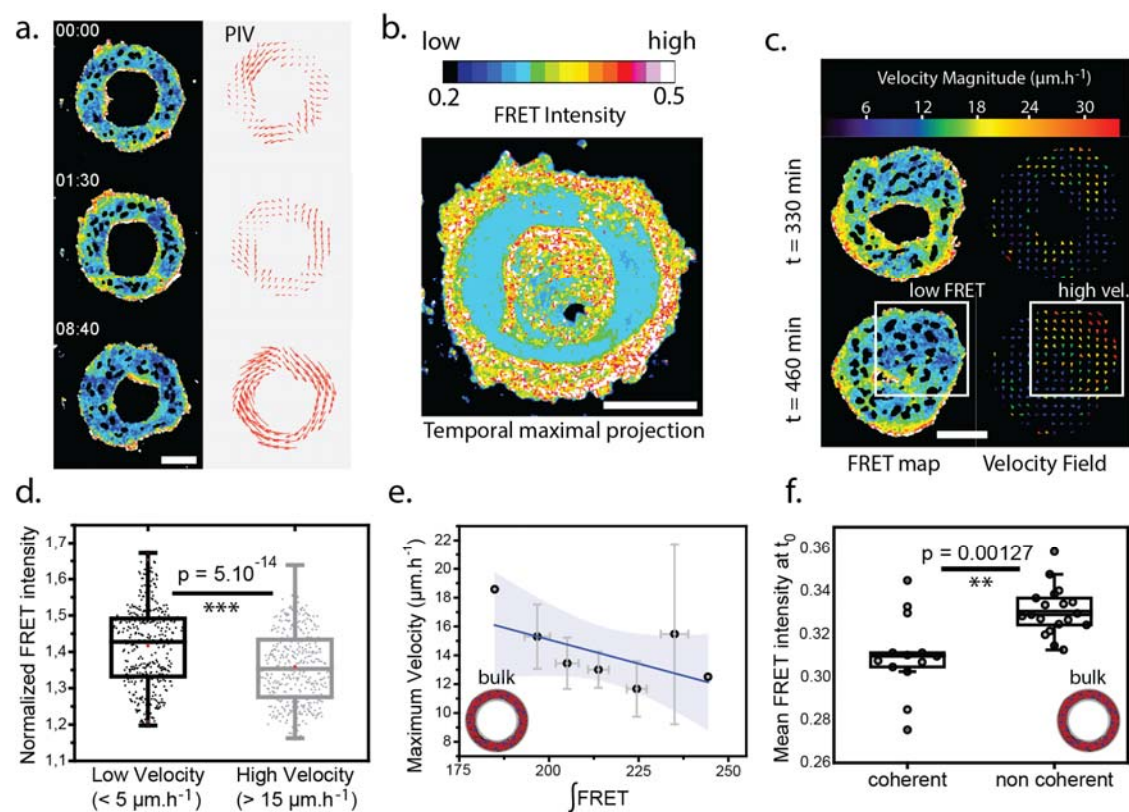 a.
00:00
PIV
01:30
08:40
b.
low high
0.2 0.5
FRET Intensity
Temporal maximal projection
c.
Velocity Magnitude (µm.h⁻¹)
6 12 18 24 30
t = 330 min
low FRET high vel.
t = 460 min
FRET map Velocity Field
d.
Normalized FRET intensity
1,7
1,6
1,5
1,4
1,3
1,2
1,1
p = 5.10⁻¹⁴
***
Low Velocity High Velocity
(< 5 µm.h⁻¹) (> 15 µm.h⁻¹)
e.
Maximum Velocity (µm.h⁻¹)
24
22
20
18
16
14
12
10
8
bulk
175 200 225 250
∫FRET
f.
Mean FRET intensity at t₀
0.36
0.34
0.32
0.30
0.28
0.26
p = 0.00127
**
bulk
coherent non coherent